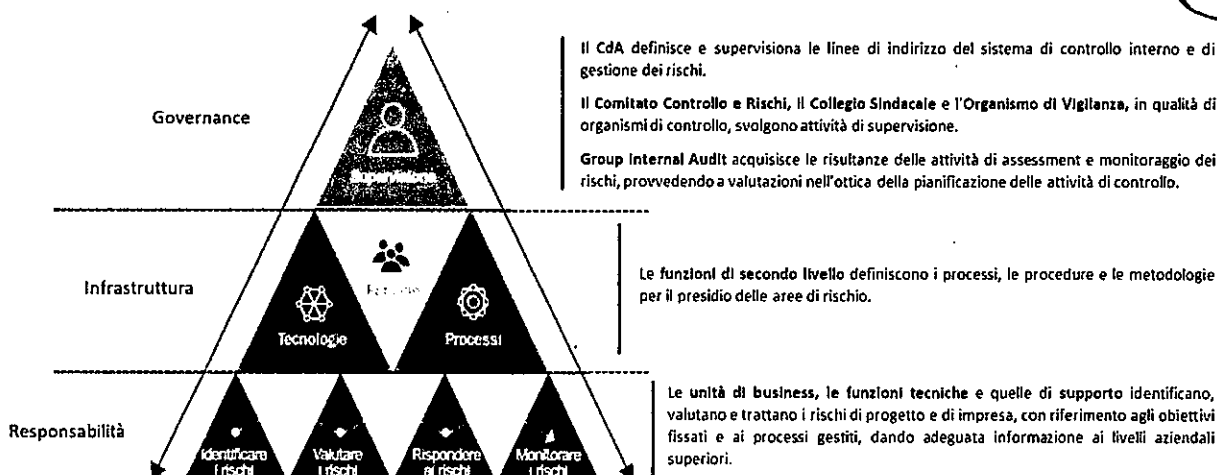 Il CdA definisce e supervisiona le linee di indirizzo del sistema di controllo interno e di
gestione dei rischi.
Il Comitato Controllo e Rischi, il Collegio Sindacale e l'Organismo di Vigilanza, in qualità di
organismi di controllo, svolgono attività di supervisione.
Group Internal Audit acquisisce le risultanze delle attività di assessment e monitoraggio dei
rischi, provvedendo a valutazioni nell'ottica della pianificazione delle attività di controllo.
Governance
Infrastruttura
Tecnologie
Processi
Le funzioni di secondo livello definiscono i processi, le procedure e le metodologie
per il presidio delle aree di rischio.
Responsabilità
Identificare
i rischi
Valutare
i rischi
Rispondere
ai rischi
Monitorare
i rischi
Le unità di business, le funzioni tecniche e quelle di supporto identificano,
valutano e trattano i rischi di progetto e di impresa, con riferimento agli obiettivi
fissati e ai processi gestiti, dando adeguata informazione ai livelli aziendali
superiori.